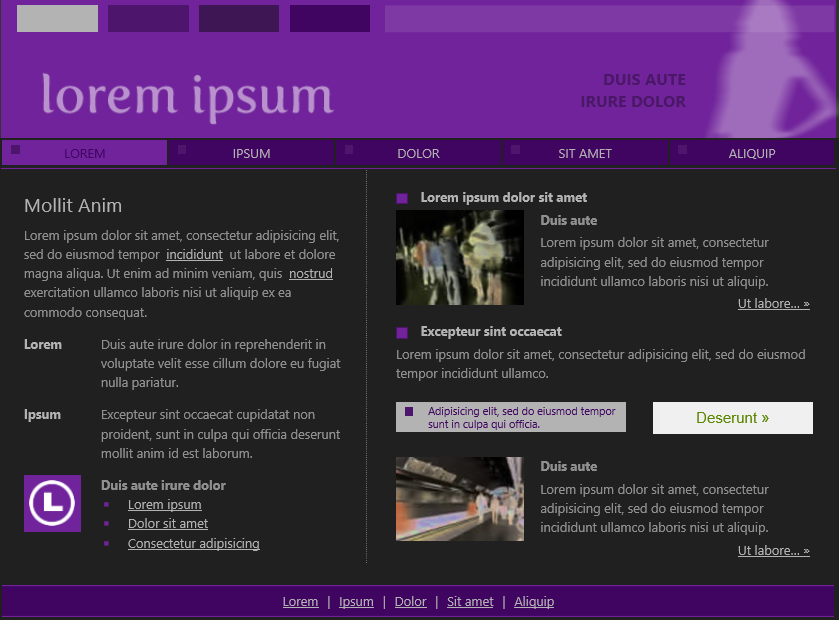 lorem ipsum
DUIS AUTE
IRURE DOLOR
LOREM
IPSUM
DOLOR
SIT AMET
ALIQUIP
Mollit Anim
Lorem ipsum dolor sit amet, consectetur adipisicing elit,
sed do eiusmod tempor incididunt ut labore et dolore
magna aliqua. Ut enim ad minim veniam, quis nostrud
exercitation ullamco laboris nisi ut aliquip ex ea
commodo consequat.
Lorem
Duis aute irure dolor in reprehenderit in
voluptate velit esse cillum dolore eu fugiat
nulla pariatur.
Ipsum
Excepteur sint occaecat cupidatat non
proident, sunt in culpa qui officia deserunt
mollit anim id est laborum.
L
Duis aute irure dolor
Lorem ipsum
Dolor sit amet
Consectetur adipisicing
Lorem ipsum dolor sit amet
Duis aute
Lorem ipsum dolor sit amet, consectetur
adipisicing elit, sed do eiusmod tempor
incididunt ullamco laboris nisi ut aliquip.
Ut labore... »
Excepteur sint occaecat
Lorem ipsum dolor sit amet, consectetur adipisicing elit, sed do eiusmod
tempor incididunt ullamco.
Adipisicing elit, sed do eiusmod tempor
sunt in culpa qui officia.
Deserunt »
Duis aute
Lorem ipsum dolor sit amet, consectetur
adipisicing elit, sed do eiusmod tempor
incididunt ullamco laboris nisi ut aliquip.
Ut labore... »
Lorem | Ipsum | Dolor | Sit amet | Aliquip